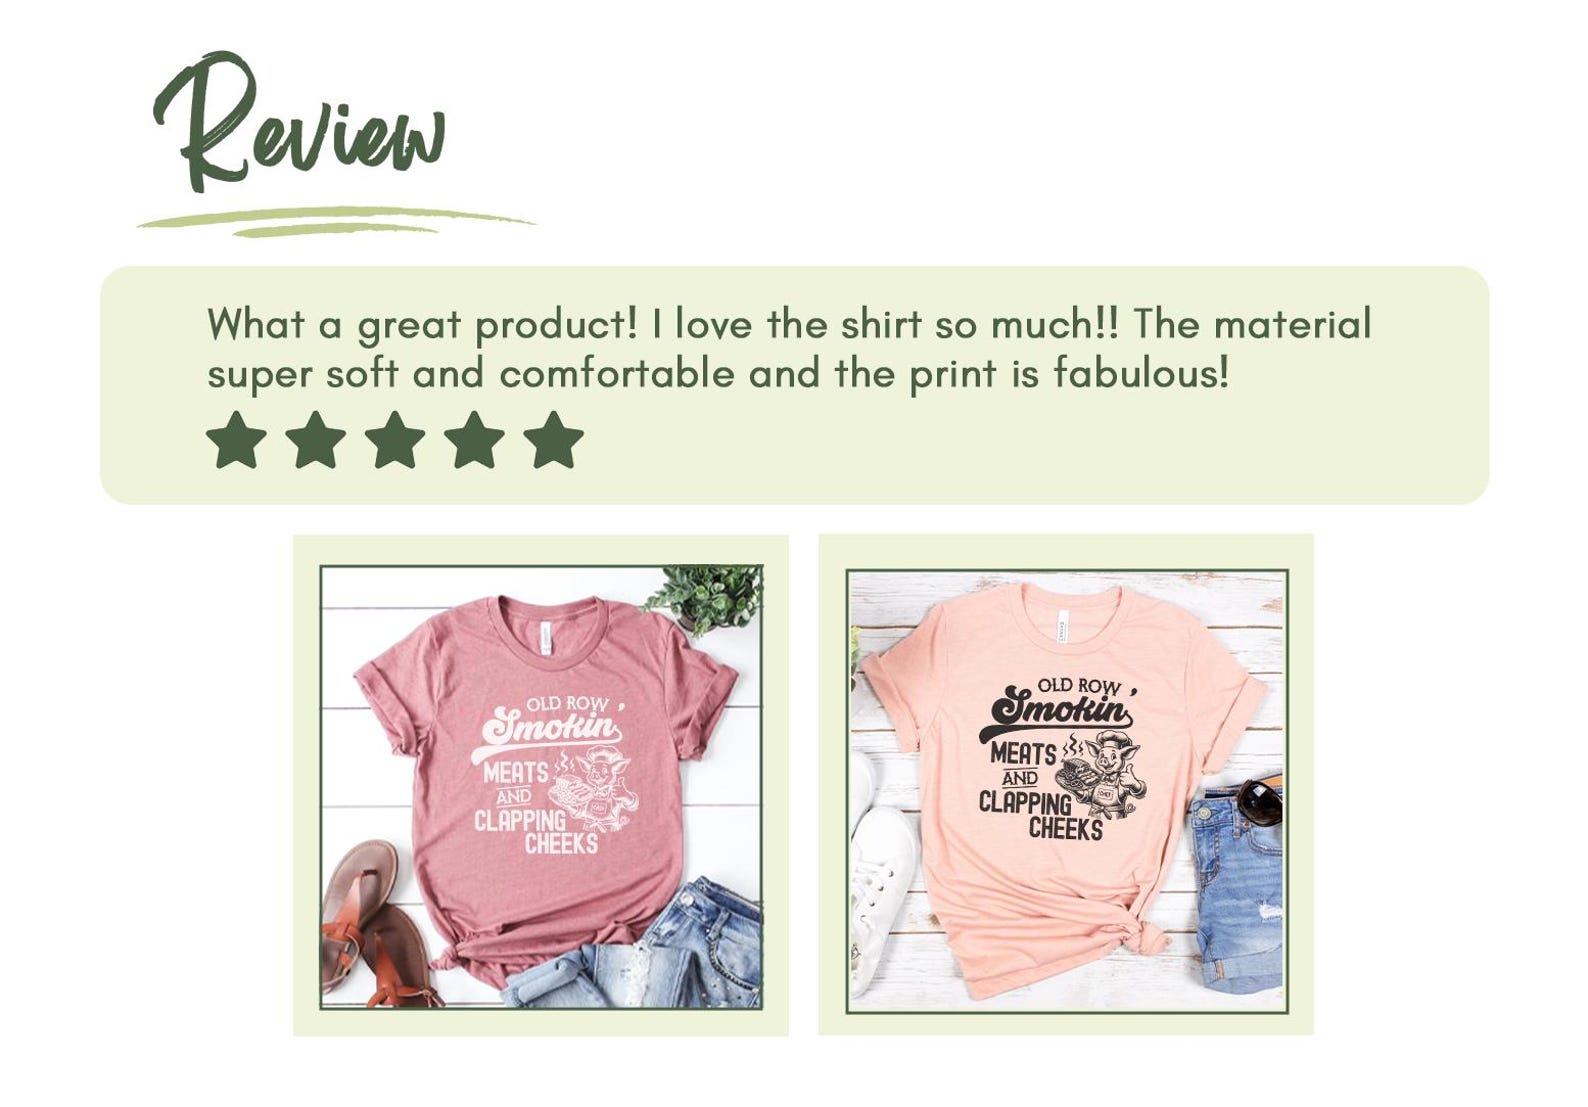 Review
What a great product! I love the shirt so much!! The material
super soft and comfortable and the print is fabulous!
OLD ROW
Smokin'
MEATS
AND
CLAPPING
CHEEKS
OLD ROW
Smokin'
MEATS
AND
CHEF
CLAPPING
CHEEKS